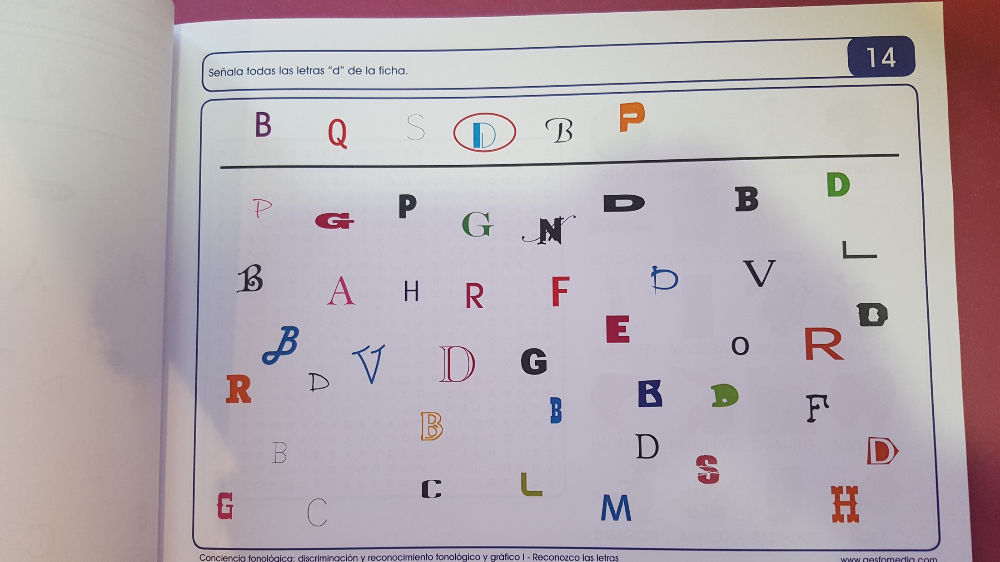 14
Señala todas las letras “d” de la ficha.
B Q S D B P
D
P G P G N D B
L
B A H R F D V
D
B V D G E O R
R D B D F
B B
B D S D
C L
G C M H
Conciencia fonológica: discriminación y reconocimiento fonológico y gráfico I - Reconozco las letras
www.gesfomedia.com